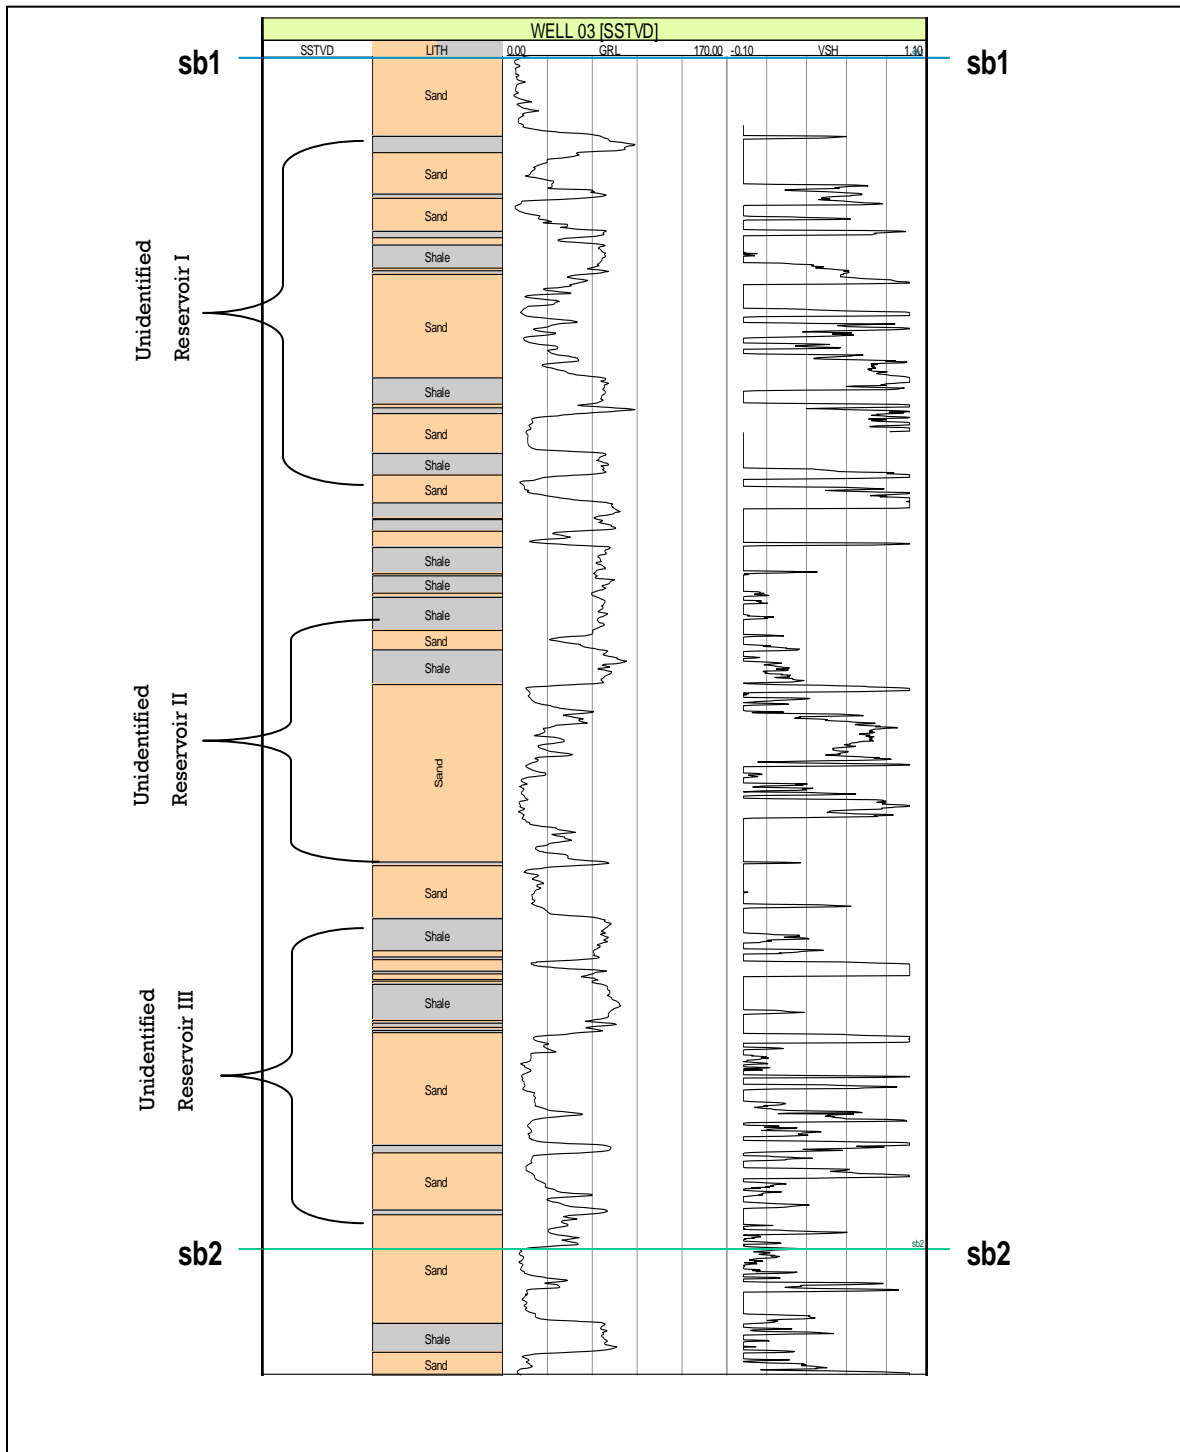 WELL 03 [SSTVD]
SSTVD LITH 0.00 GRL 170.00 -0.10 VSH 1.10
sb1 sb1
Sand
Sand
Sand
Shale
Unidentified
Reservoir I
Sand
Shale
Sand
Shale
Sand
Shale
Shale
Shale
Sand
Shale
Unidentified
Reservoir II
Sand
Sand
Shale
Shale
Unidentified
Reservoir III
Sand
Sand
sb2 sb2 sb2
Sand
Shale
Sand